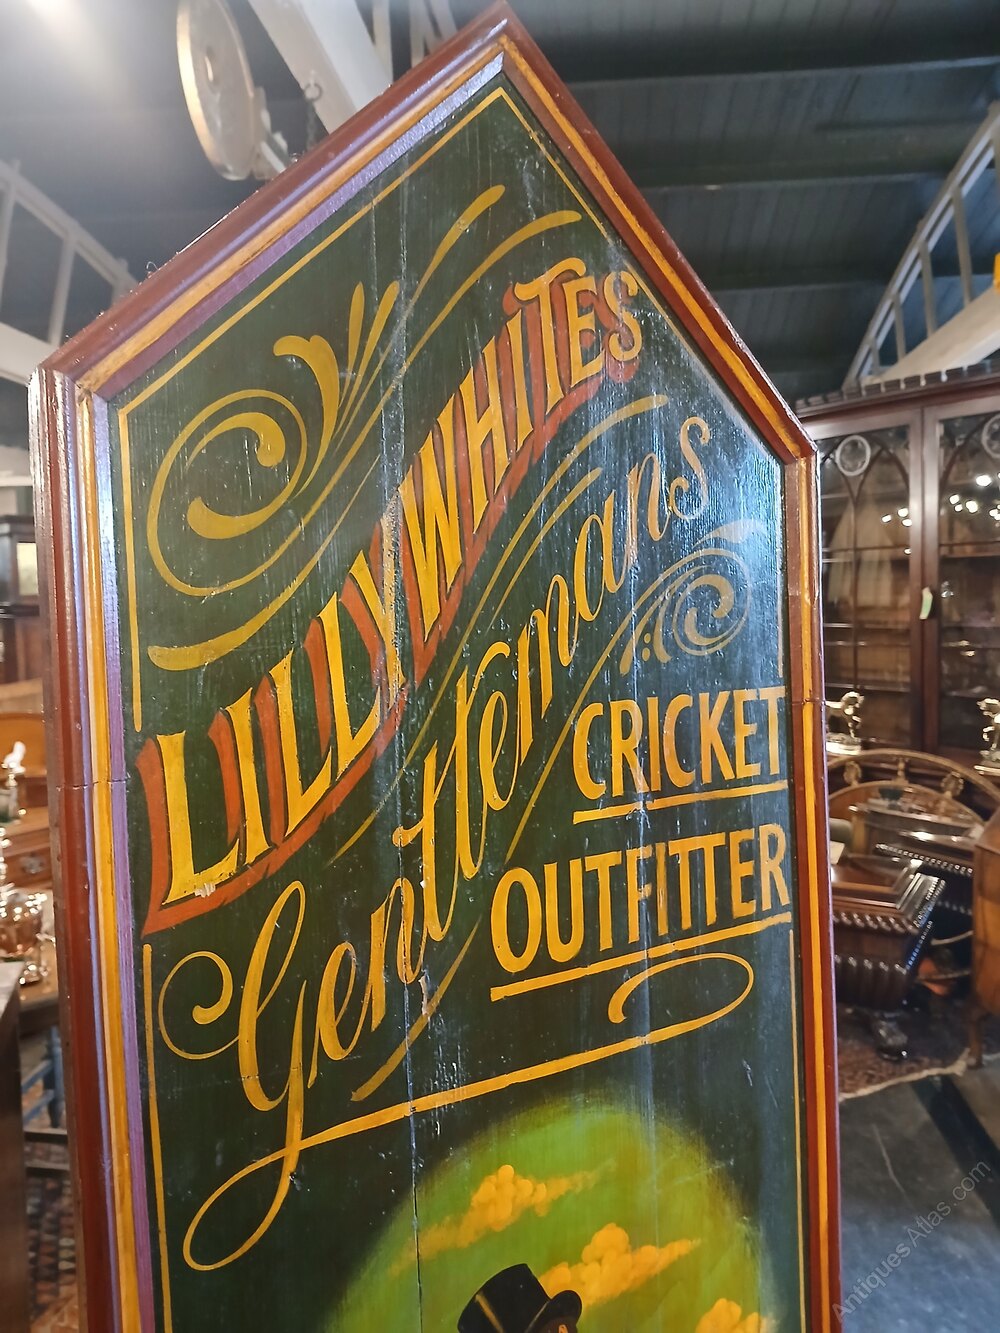 LILLYWHITES
Gentlemans
CRICKET
OUTFITTER
AntiquesAtlas.com